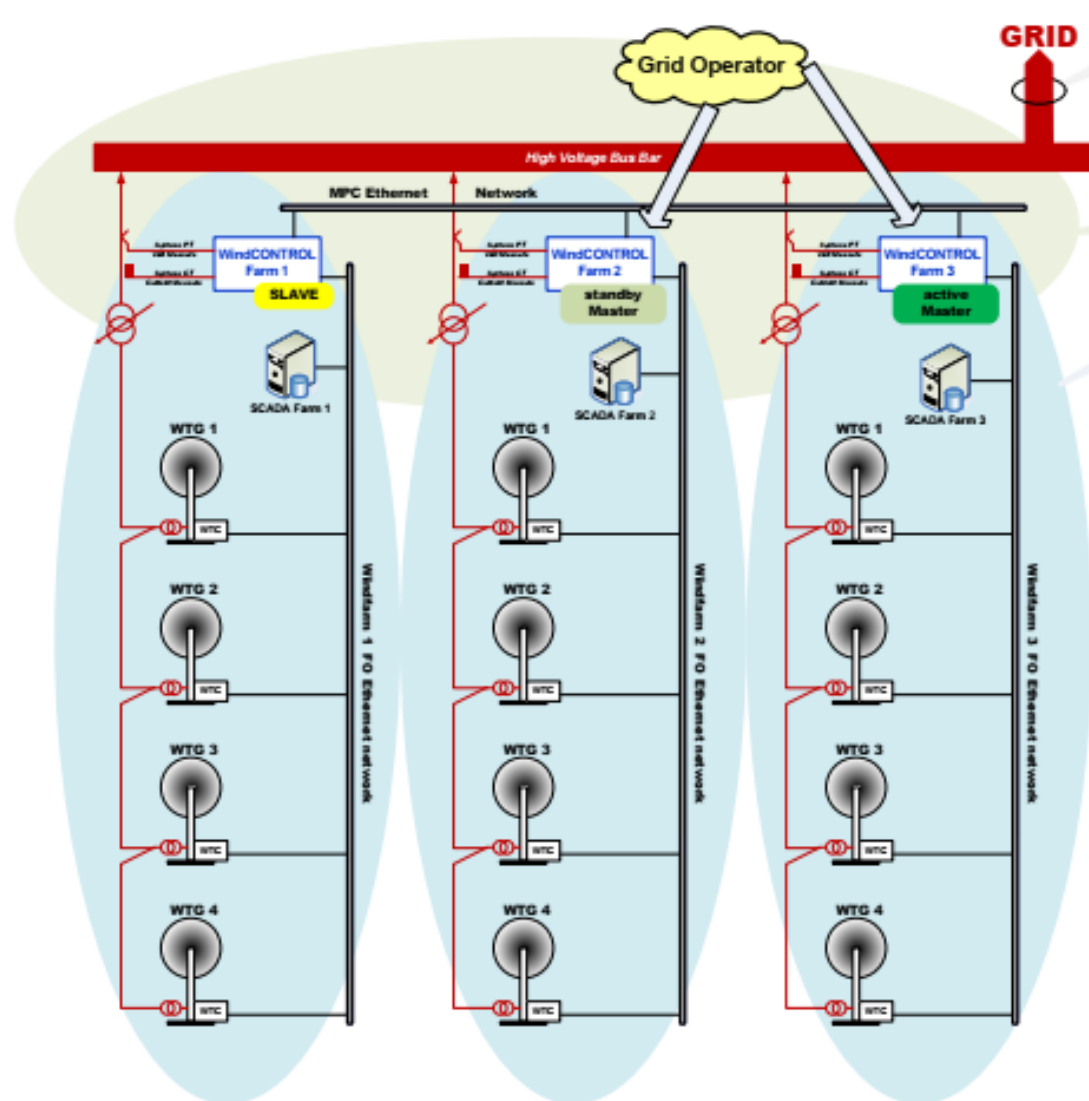 GRID
Grid Operator
High Voltage Bus Bar
MPC Ethernet Network
WindCONTROL
Farm 1
SLAVE
WindCONTROL
Farm 2
standby
Master
WindCONTROL
Farm 3
active
Master
SCADA Farm 1
SCADA Farm 2
SCADA Farm 3
WTG 1
WTC
WTG 2
WTC
WTG 3
WTC
WTG 4
WTC
Windfarm 1 FO Ethernet network
WTG 1
WTC
WTG 2
WTC
WTG 3
WTC
WTG 4
WTC
Windfarm 2 FO Ethernet network
WTG 1
WTC
WTG 2
WTC
WTG 3
WTC
WTG 4
WTC
Windfarm 3 FO Ethernet network